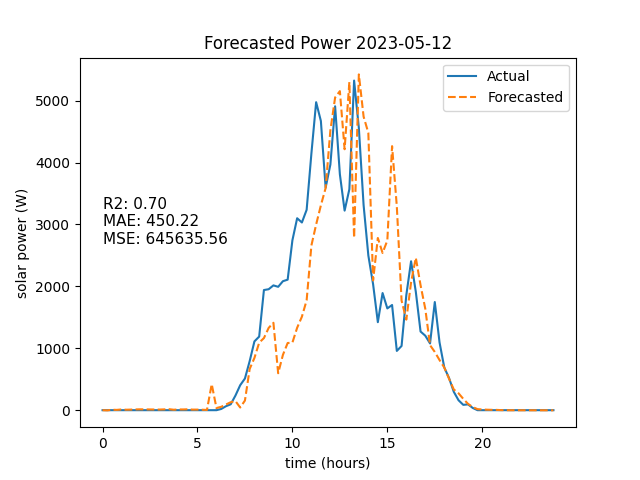 Forecasted Power 2023-05-12
Actual
Forecasted
R2: 0.70
MAE: 450.22
MSE: 645635.56
solar power (W)
5000
4000
3000
2000
1000
0
0 5 10 15 20
time (hours)